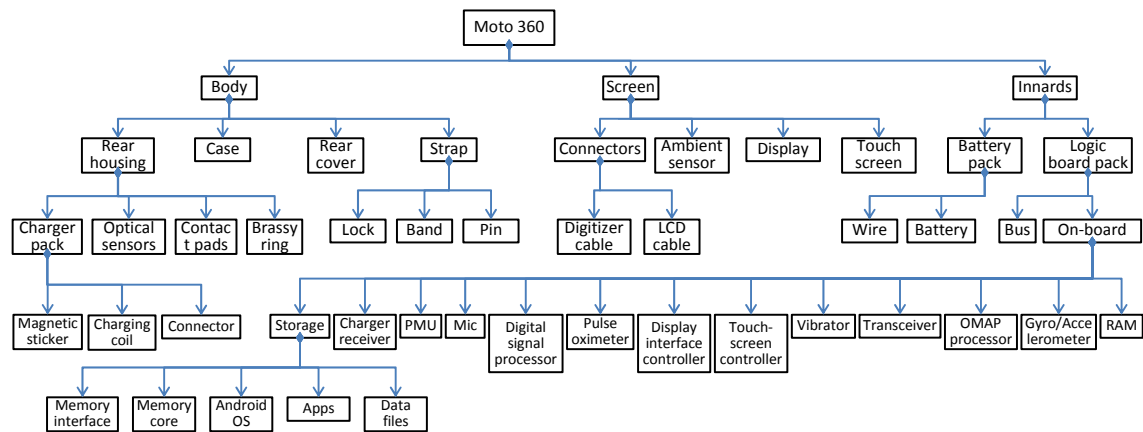 Moto 360
Body
Screen
Innards
Rear
housing
Case
Rear
cover
Strap
Connectors
Ambient
sensor
Display
Touch
screen
Battery
pack
Logic
board pack
Charger
pack
Optical
sensors
Contac
t pads
Brassy
ring
Lock
Band
Pin
Digitizer
cable
LCD
cable
Wire
Battery
Bus
On-board
Magnetic
sticker
Charging
coil
Connector
Storage
Charger
receiver
PMU
Mic
Digital
signal
processor
Pulse
oximeter
Display
interface
controller
Touch-
screen
controller
Vibrator
Transceiver
OMAP
processor
Gyro/Acce
lerometer
RAM
Memory
interface
Memory
core
Android
OS
Apps
Data
files